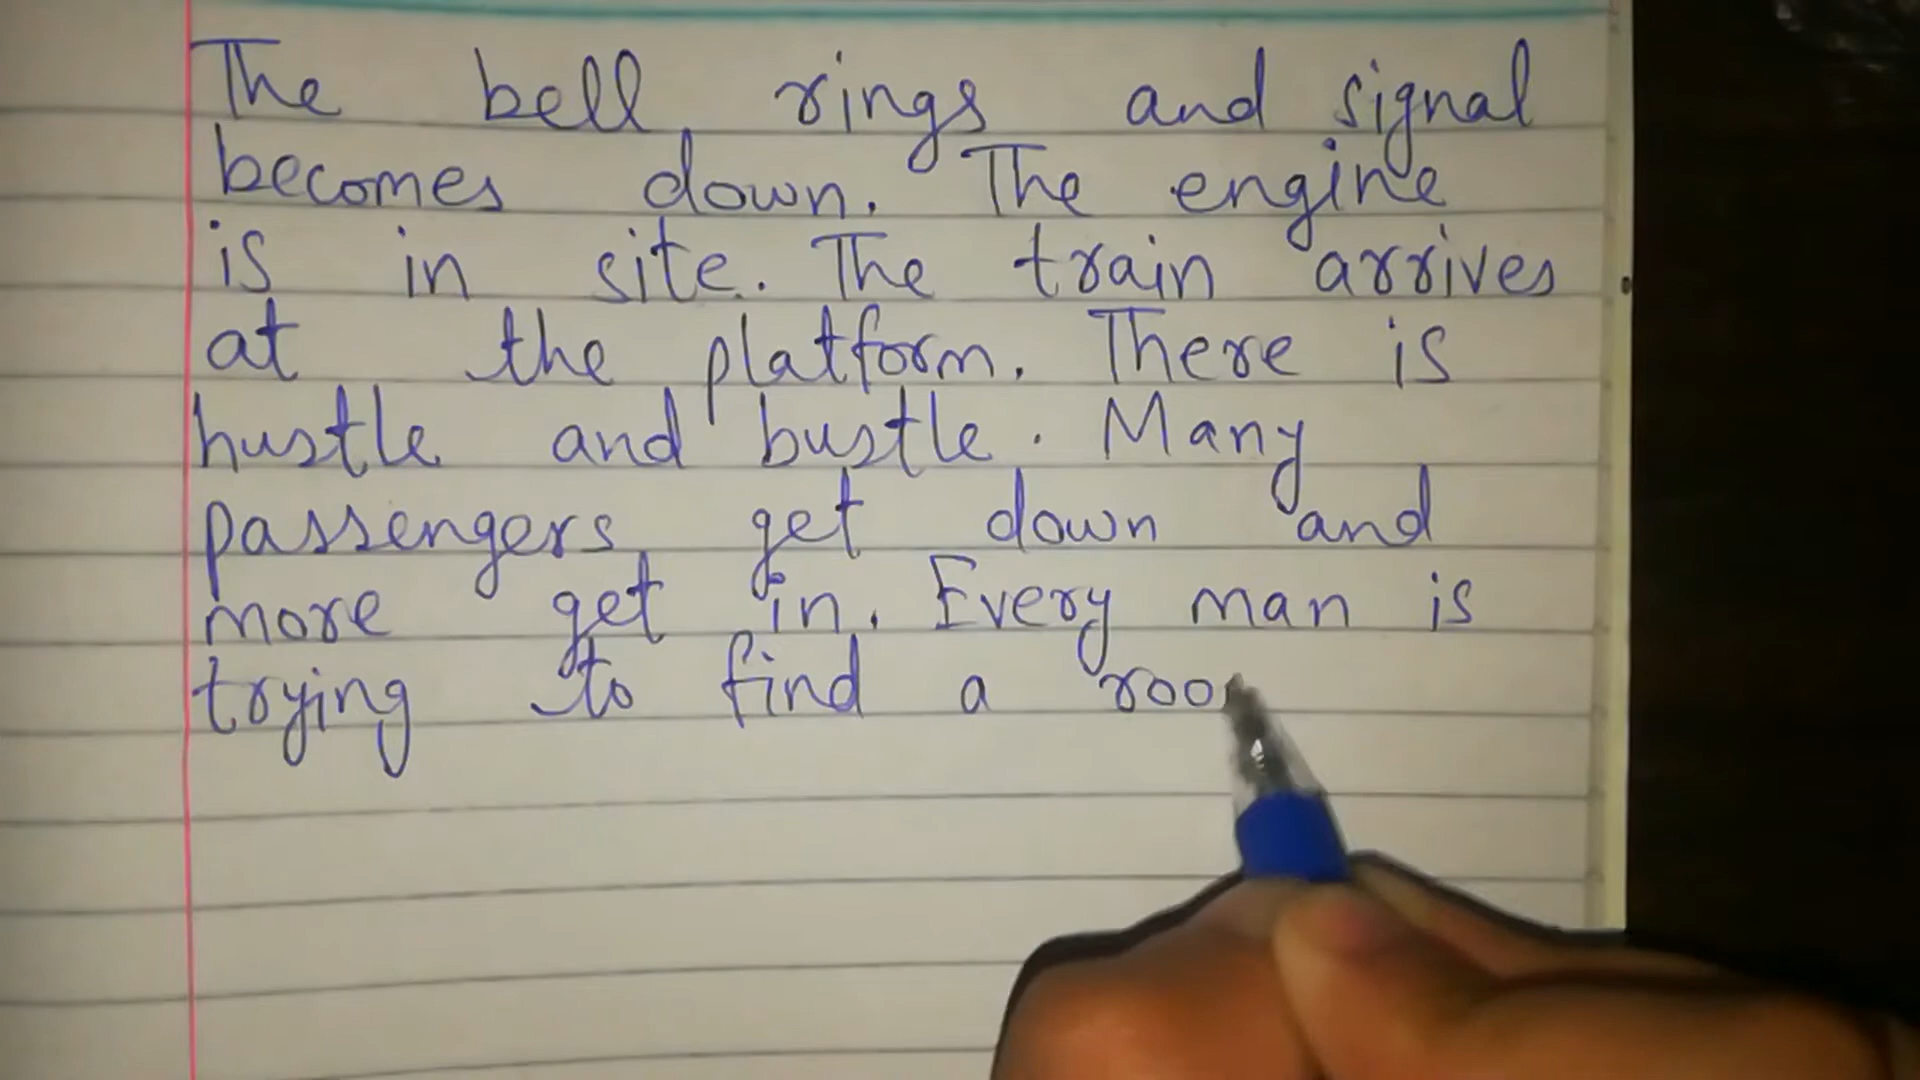 The bell rings and signal
becomes down. The engine
is in site. The train arrives
at the platform. There is
hustle and bustle. Many
passengers get down and
more get in. Every man is
trying to find a